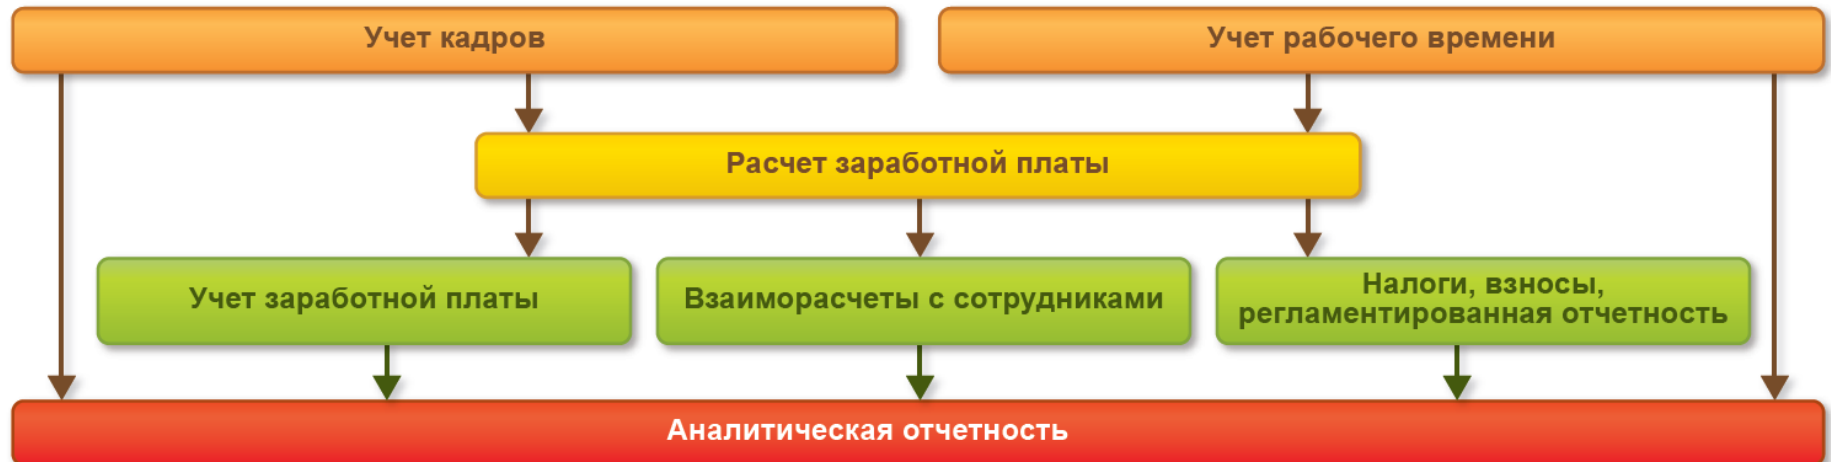 Учет кадров
Учет рабочего времени
Расчет заработной платы
Учет заработной платы
Взаиморасчеты с сотрудниками
Налоги, взносы,
регламентированная отчетность
Аналитическая отчетность